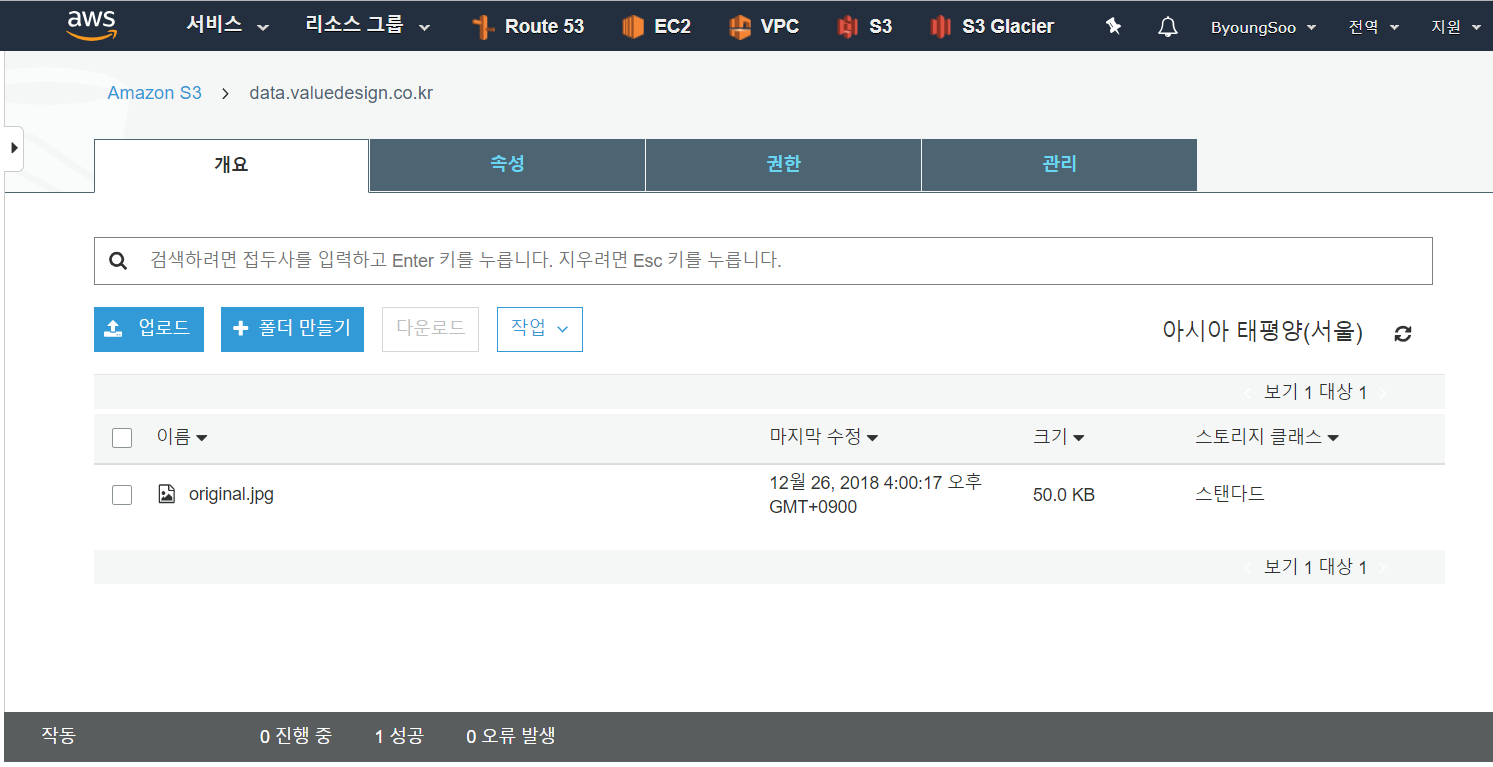 aws 서비스 리소스 그룹 Route 53 EC2 VPC S3 S3 Glacier ByoungSoo 전역 지원
Amazon S3 > data.valuedesign.co.kr
개요 속성 권한 관리
검색하려면 접두사를 입력하고 Enter 키를 누릅니다. 지우려면 Esc 키를 누릅니다.
업로드 폴더 만들기 다운로드 작업 아시아 태평양(서울)
보기 1 대상 1
이름 마지막 수정 크기 스토리지 클래스
original.jpg 12월 26, 2018 4:00:17 오후 50.0 KB 스탠다드
GMT+0900
보기 1 대상 1
작동 0 진행 중 1 성공 0 오류 발생